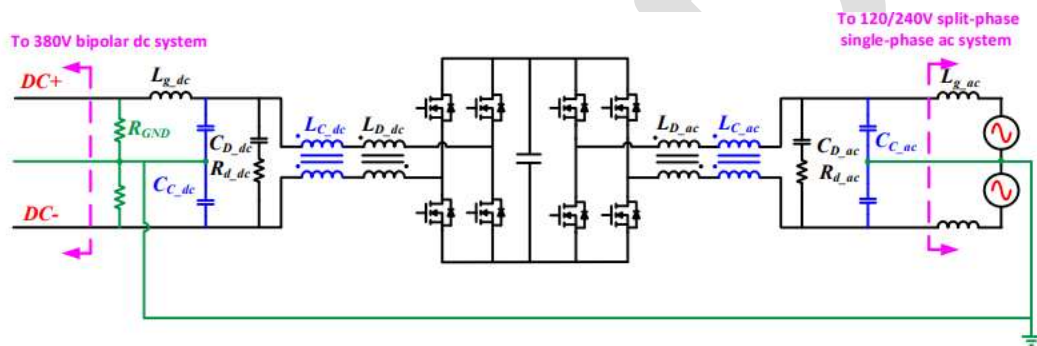 To 380V bipolar dc system
To 120/240V split-phase
single-phase ac system
DC+
L_g_dc
L_g_ac
R_GND
C_D_dc
R_d_dc
C_C_dc
L_C_dc
L_D_dc
L_D_ac
L_C_ac
C_D_ac
R_d_ac
C_C_ac
DC-